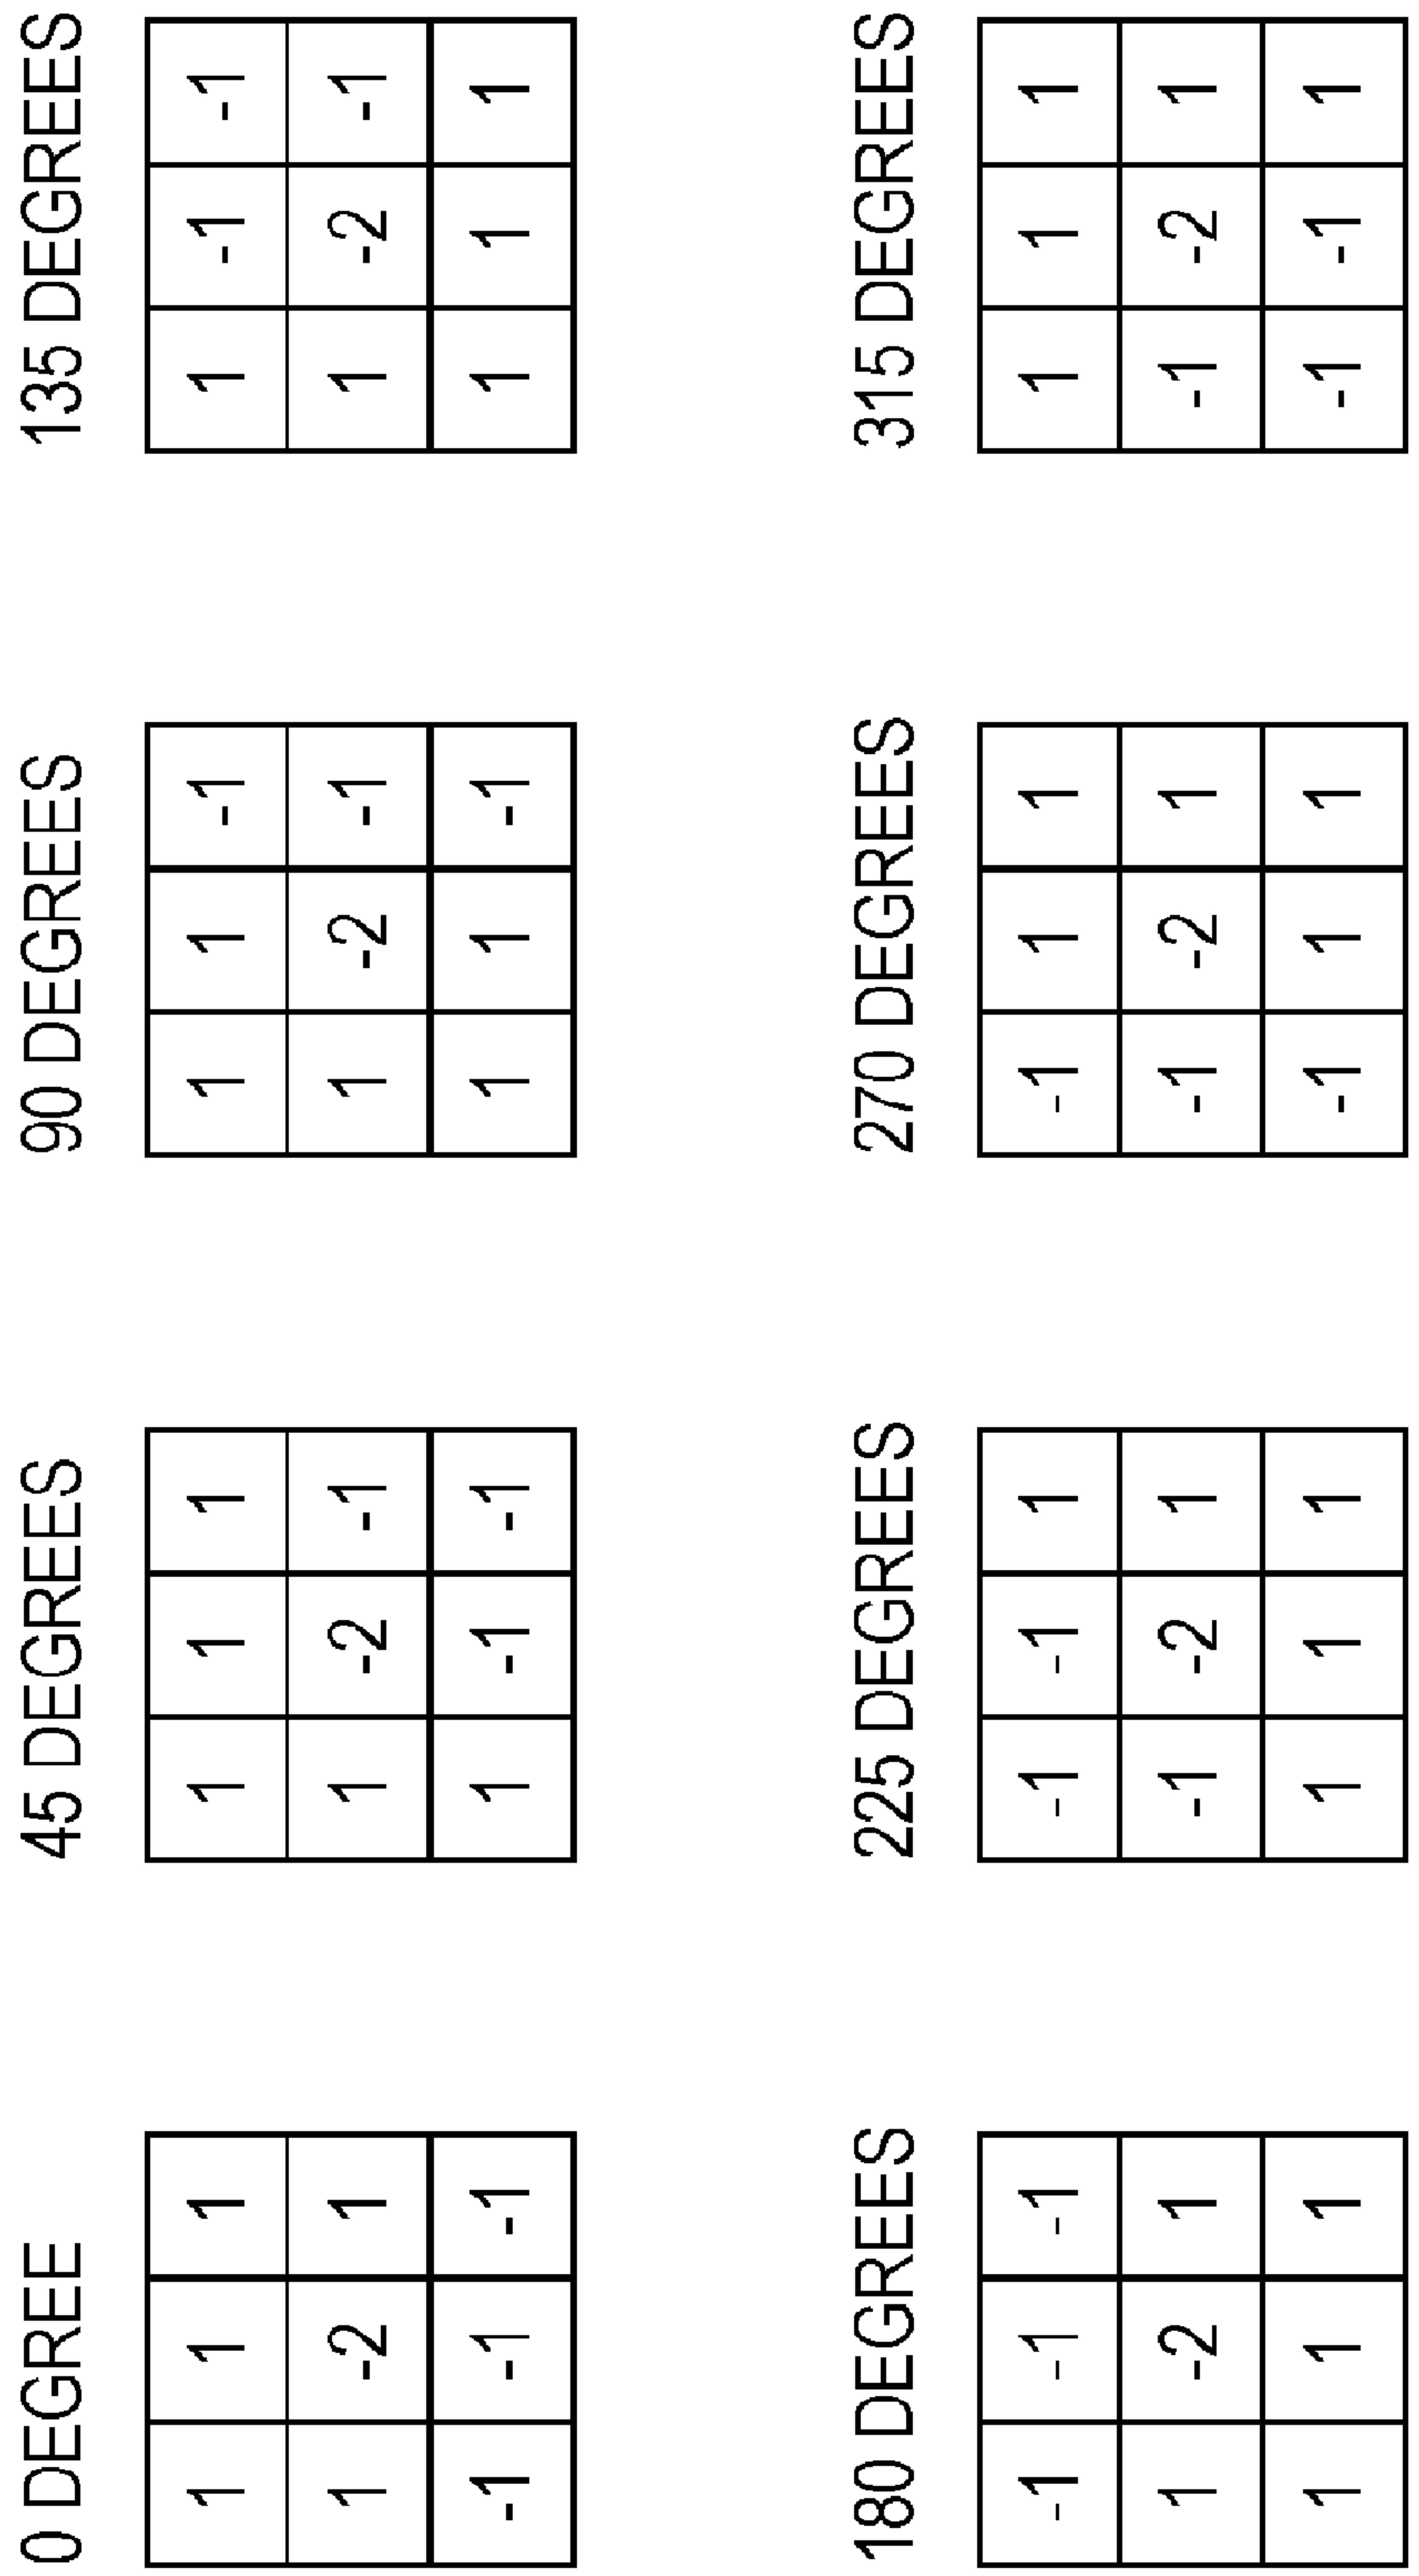 0 DEGREE 45 DEGREES 90 DEGREES 135 DEGREES
1 1 1 1 1 1 1 1 -1 1 -1 -1
1 -2 1 1 -2 -1 1 -2 -1 1 -2 -1
-1 -1 -1 1 -1 -1 1 1 -1 1 1 1
180 DEGREES 225 DEGREES 270 DEGREES 315 DEGREES
-1 -1 -1 -1 -1 1 -1 1 1 1 1 1
1 -2 1 -1 -2 1 -1 -2 1 -1 -2 1
1 1 1 1 1 1 -1 1 1 -1 -1 1